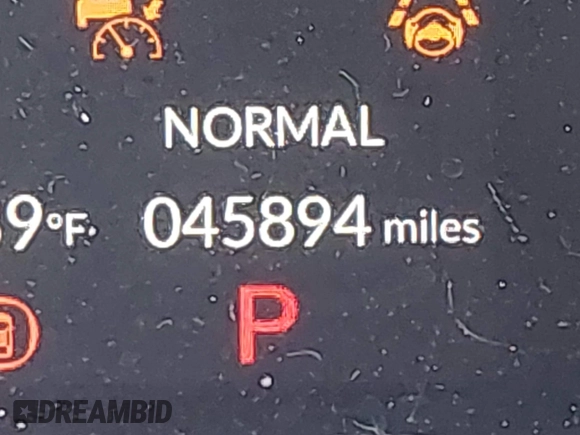 NORMAL
9°F 045894 miles
P
DREAMBID